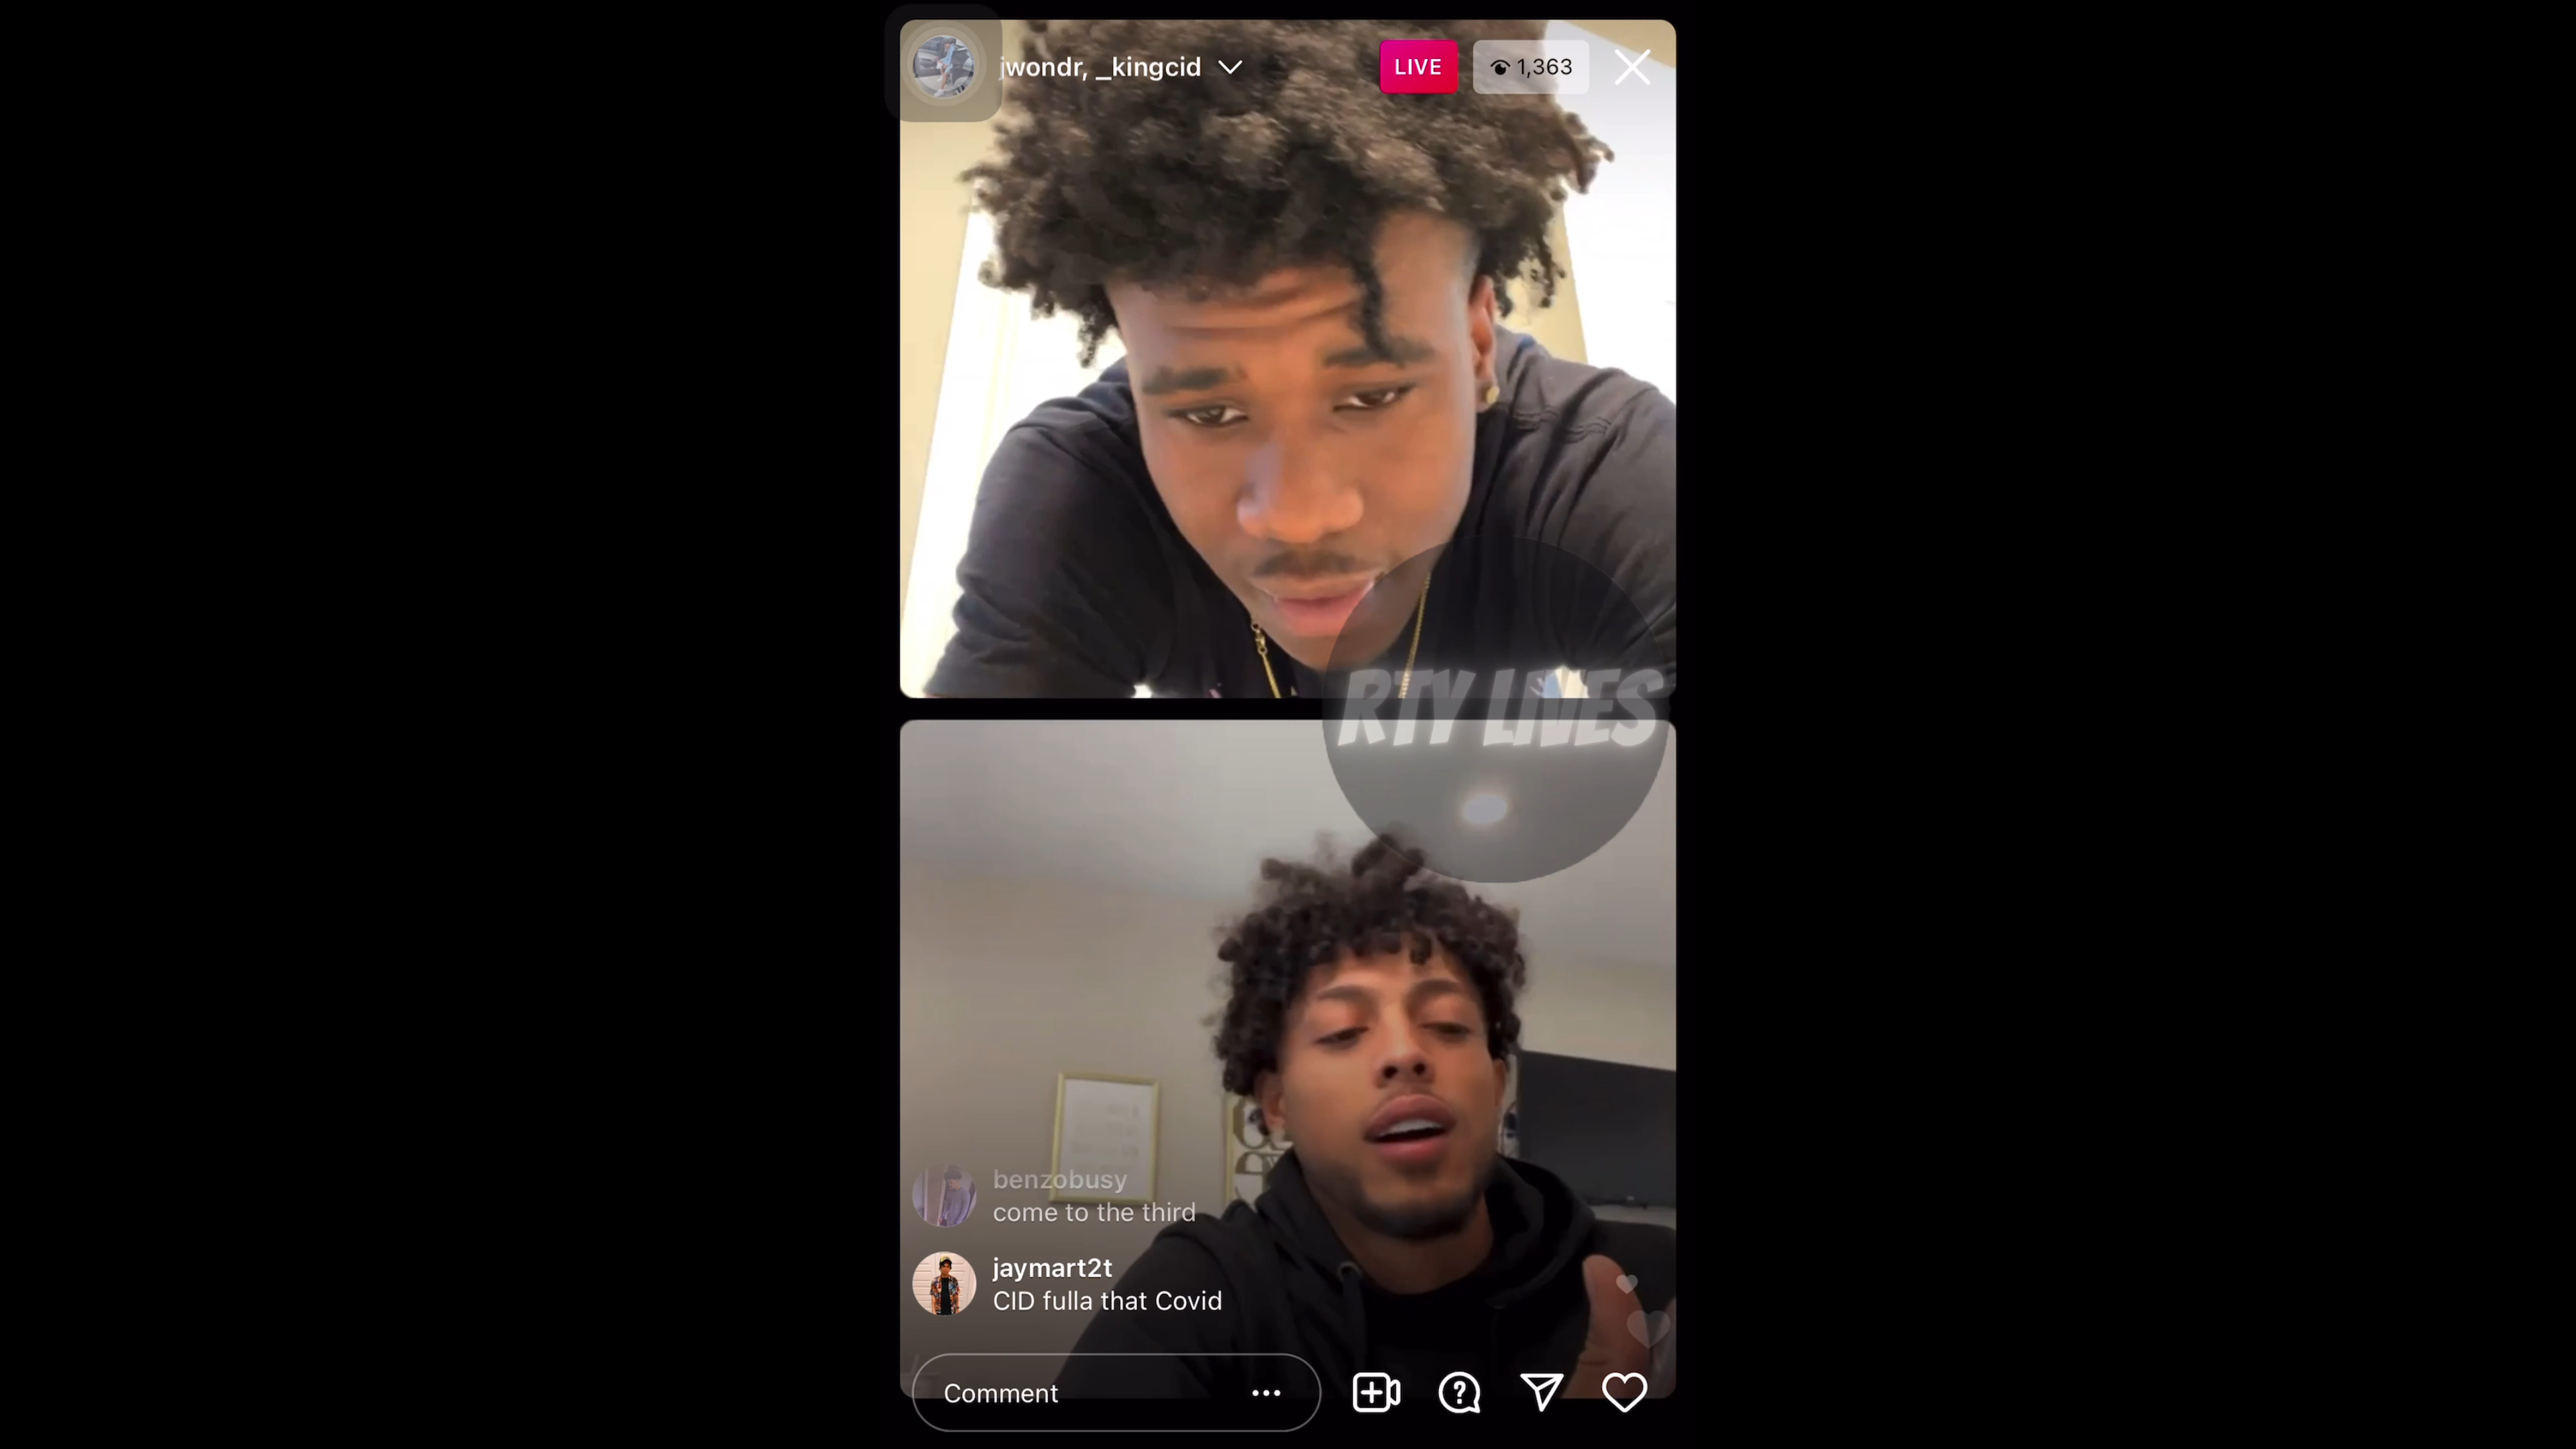 jwondr, _kingcid
LIVE
1,363
RTY LIVES
benzobusy
come to the third
jaymart2t
CID fulla that Covid
Comment